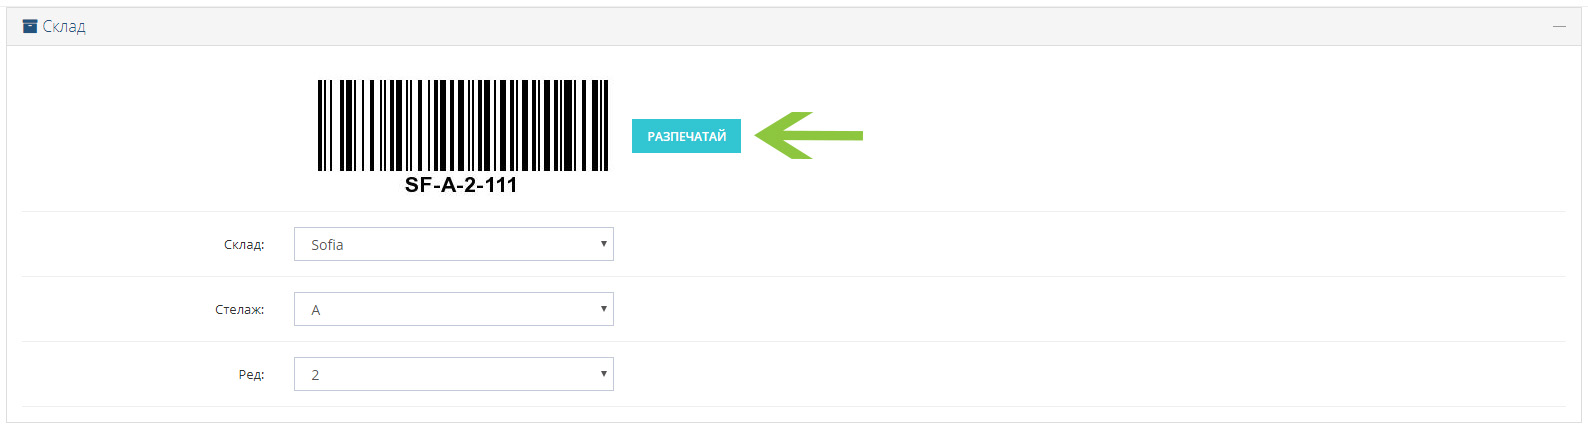 Склад
РАЗПЕЧАТАЙ
SF-A-2-111
Склад: Sofia
Стелаж: A
Ред: 2